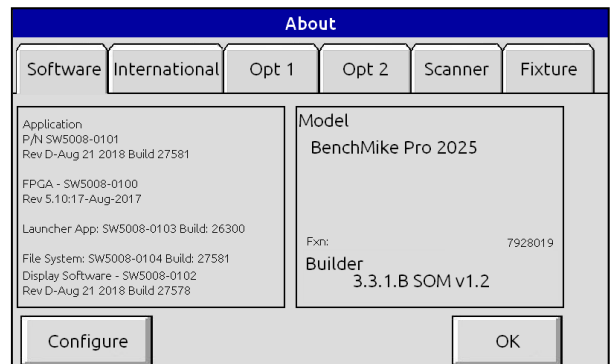 About
Software International Opt 1 Opt 2 Scanner Fixture
Application
P/N SW5008-0101
Rev D-Aug 21 2018 Build 27581
FPGA - SW5008-0100
Rev 5.10:17-Aug-2017
Launcher App: SW5008-0103 Build: 26300
File System: SW5008-0104 Build: 27581
Display Software - SW5008-0102
Rev D-Aug 21 2018 Build 27578
Model
BenchMike Pro 2025
Fxn: 7928019
Builder
3.3.1.B SOM v1.2
Configure OK